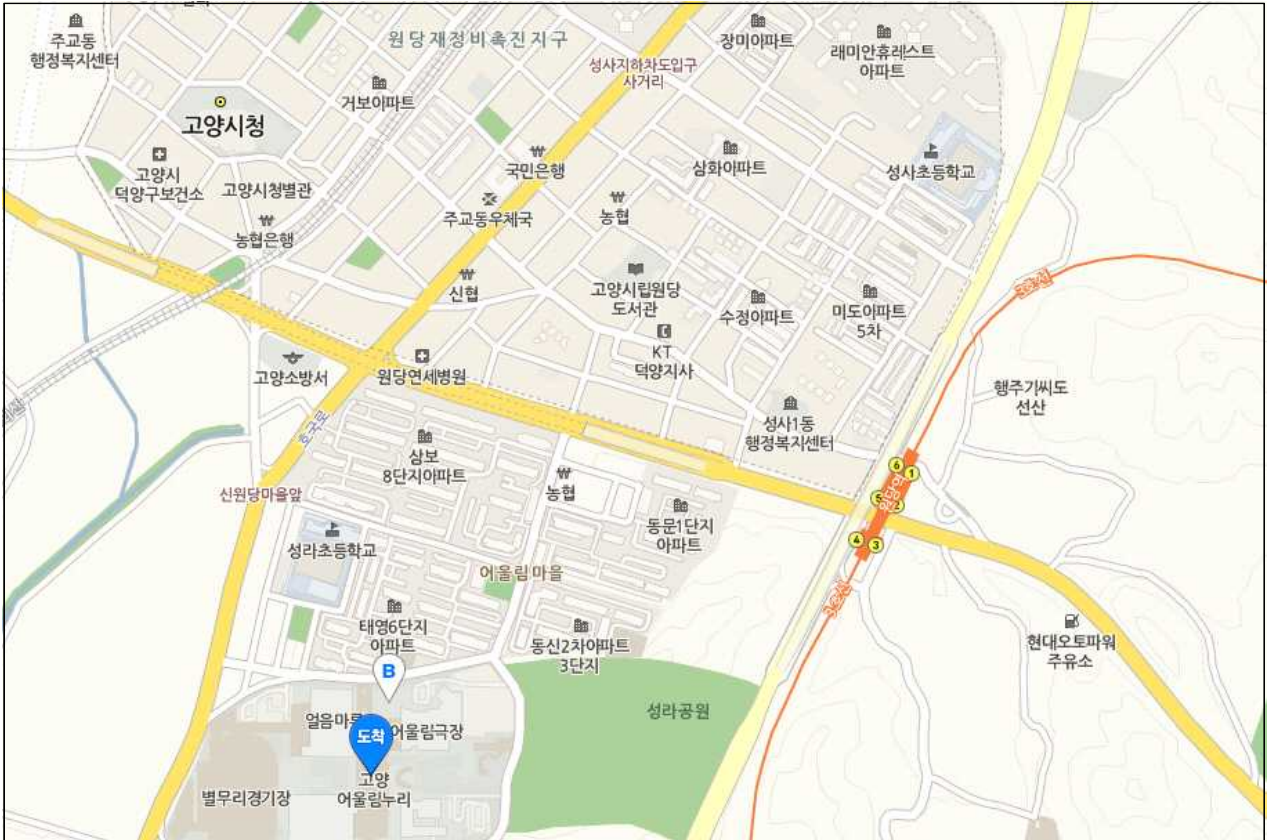 주교동
행정복지센터
원당재정비촉진지구
장미아파트
래미안휴레스트
아파트
성사지하차도입구
사거리
거보아파트
고양시청
국민은행
삼화아파트
성사초등학교
고양시
덕양구보건소
고양시청별관
주교동우체국
농협
농협은행
신협
고양시립원당
도서관
수정아파트
미도아파트
5차
3호선
KT
덕양지사
고양소방서
원당연세병원
행주기씨도
선산
성사1동
행정복지센터
호국로
삼보
8단지아파트
농협
신원당마을앞
동문1단지
아파트
6
1
5
2
원당역
4
3
성라초등학교
어울림마을
3호선
태영6단지
아파트
동신2차아파트
3단지
현대오토파워
주유소
B
성라공원
얼음마루
어울림극장
도착
고양
어울림누리
별무리경기장